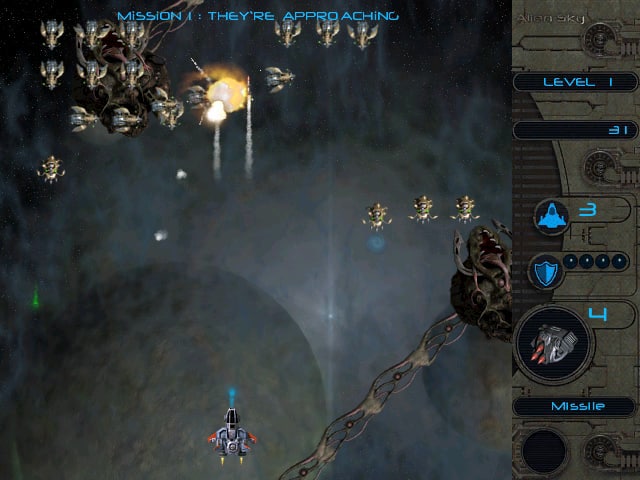 Mission 1 : They're Approaching
Alien Sky
Level 1
31
3
4
Missile